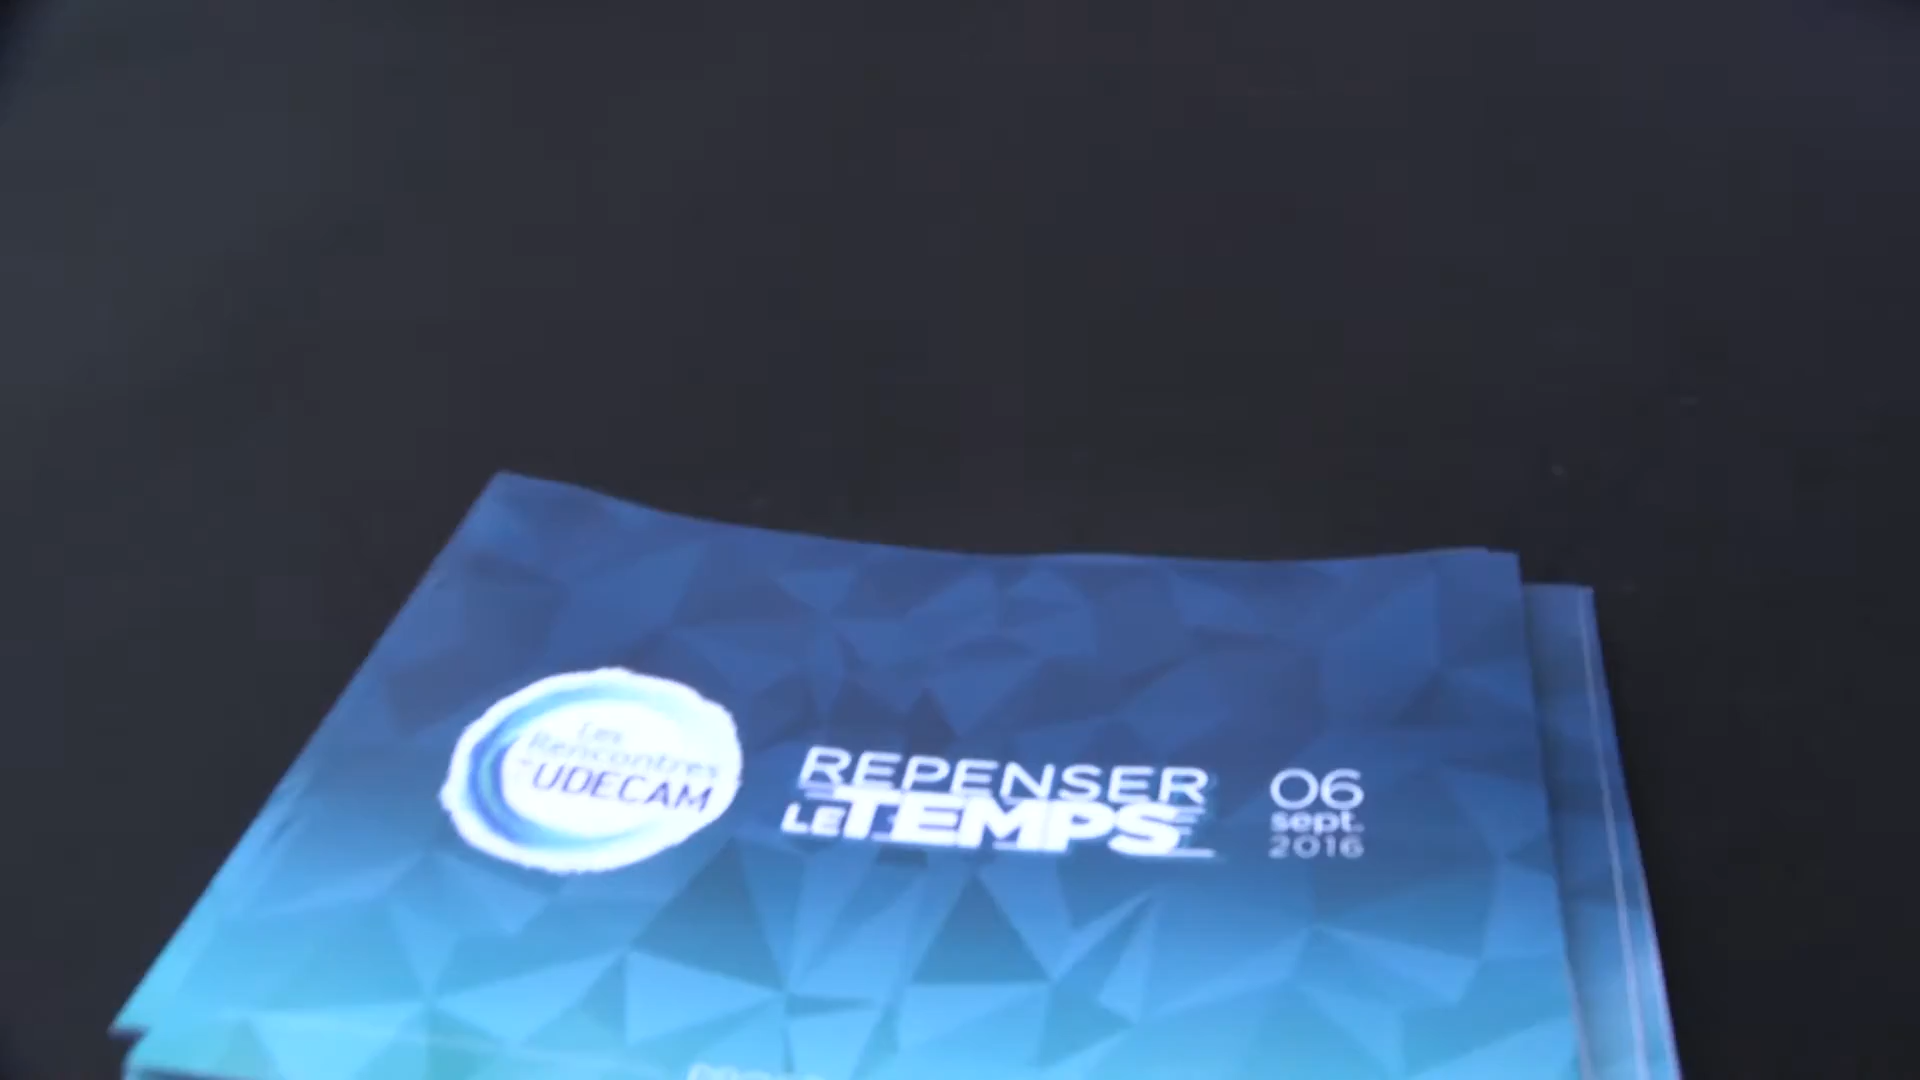 Les
Rencontres
UDECAM
REPENSER
LE TEMPS
06
sept.
2016